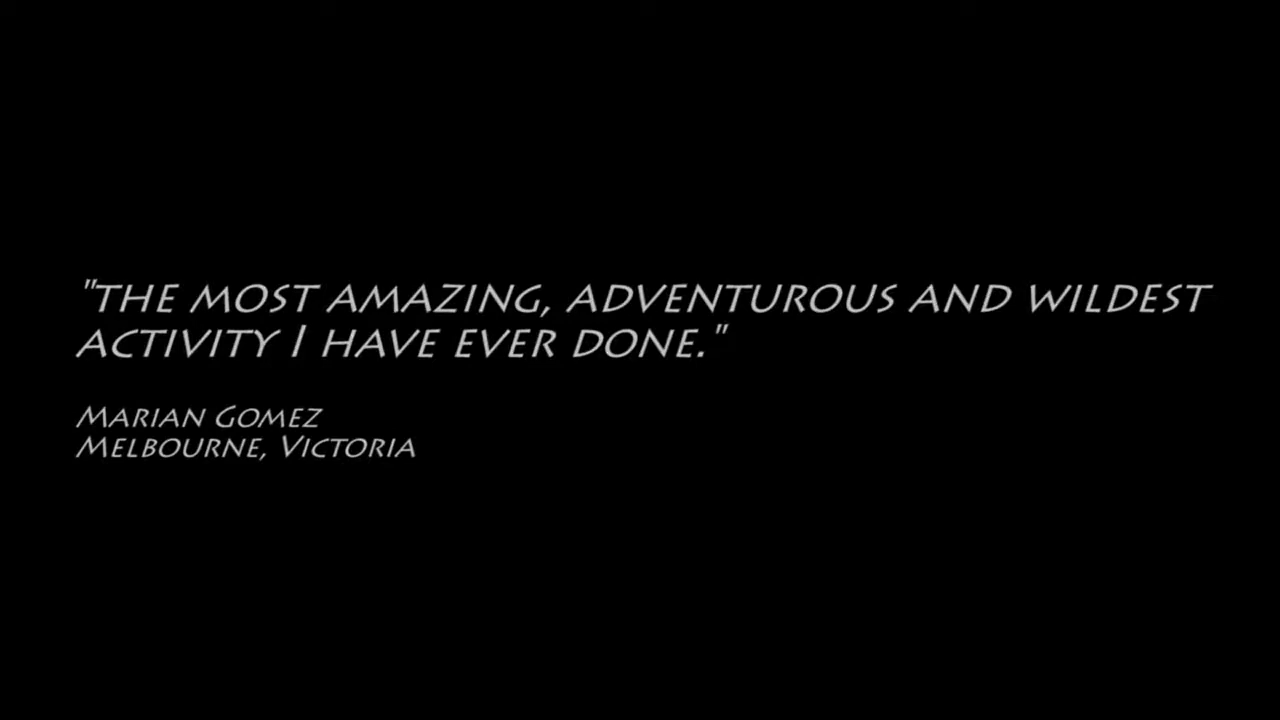 "THE MOST AMAZING, ADVENTUROUS AND WILDEST
ACTIVITY I HAVE EVER DONE."
MARIAN GOMEZ
MELBOURNE, VICTORIA